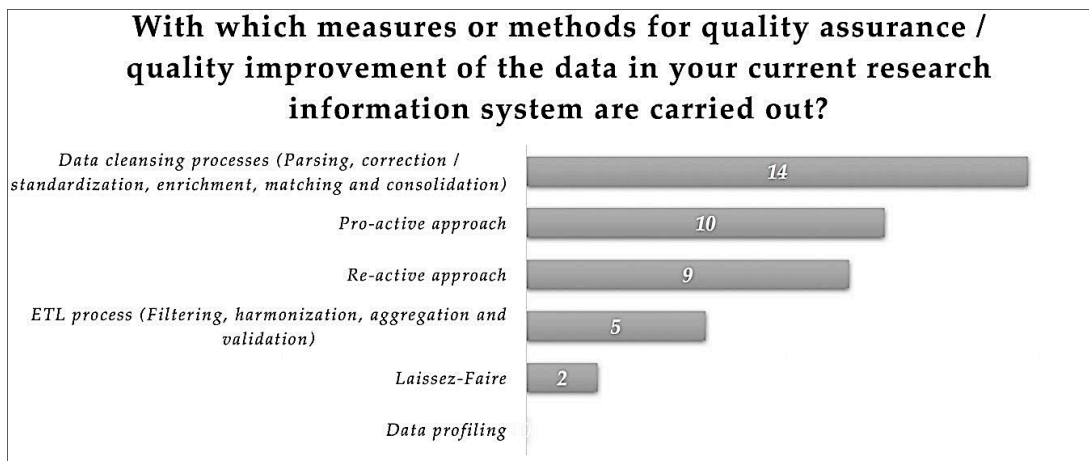 With which measures or methods for quality assurance /
quality improvement of the data in your current research
information system are carried out?
Data cleansing processes (Parsing, correction /
standardization, enrichment, matching and consolidation)
14
Pro-active approach
10
Re-active approach
9
ETL process (Filtering, harmonization, aggregation and
validation)
5
Laissez-Faire
2
Data profiling